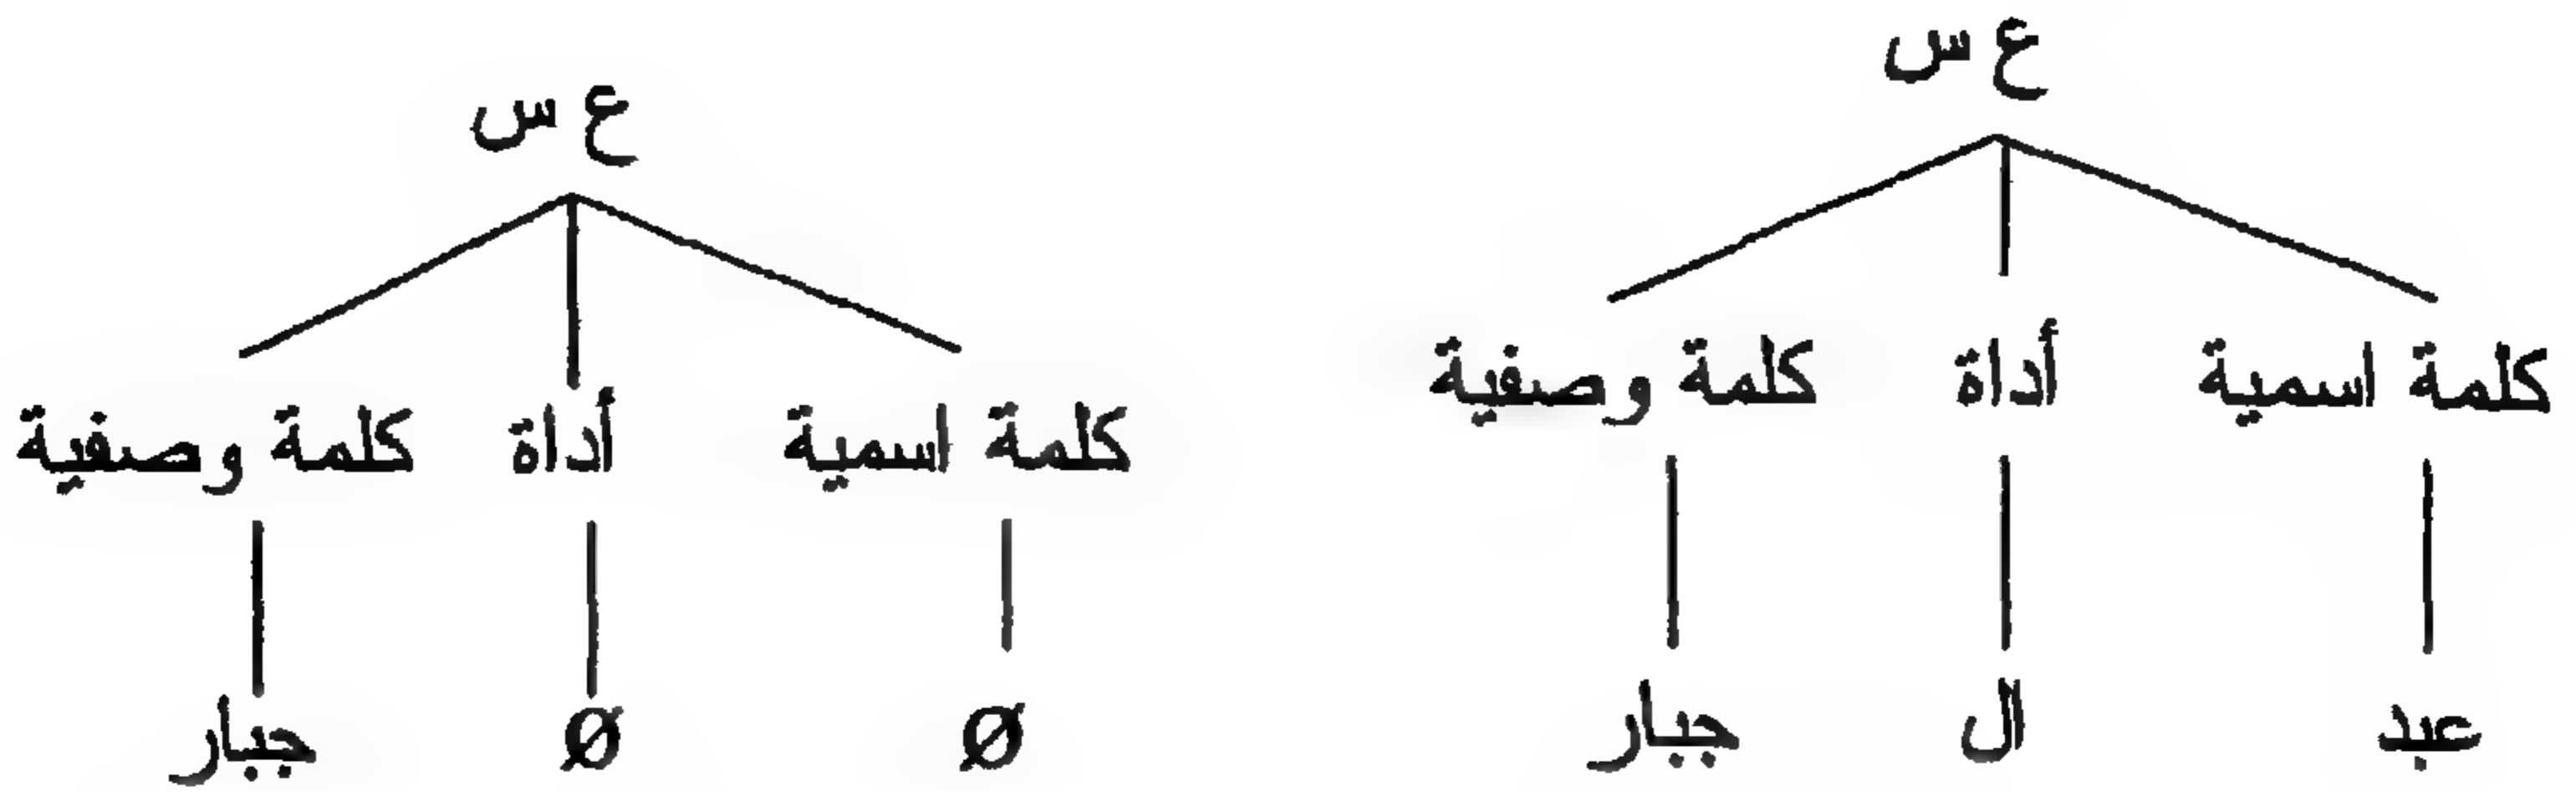 ع س
كلمة اسمية أداة كلمة وصفية
عبد ال جبار
ع س
كلمة اسمية أداة كلمة وصفية
Ø Ø جبار